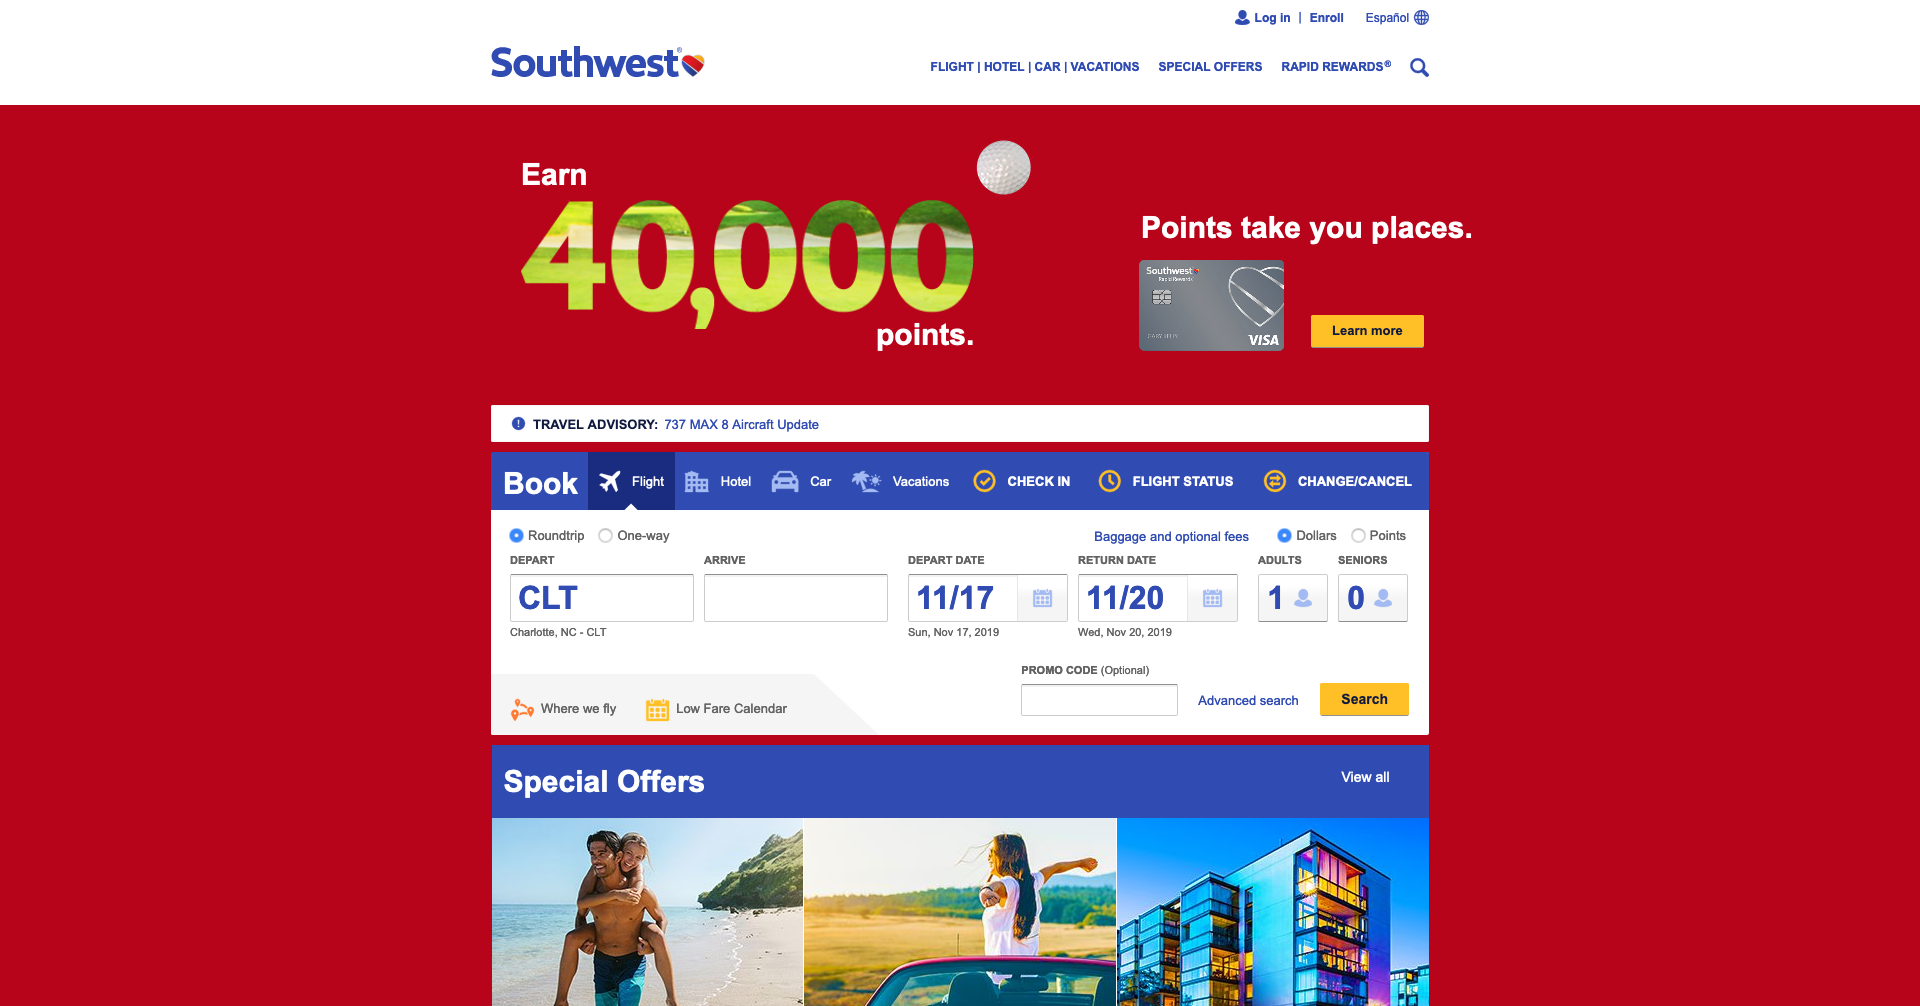 Log in | Enroll Español
Southwest®
FLIGHT | HOTEL | CAR | VACATIONS SPECIAL OFFERS RAPID REWARDS®
Earn
40,000
points.
Points take you places.
Southwest
Rapid Rewards
VISA
Learn more
TRAVEL ADVISORY: 737 MAX 8 Aircraft Update
Book Flight Hotel Car Vacations CHECK IN FLIGHT STATUS CHANGE/CANCEL
Roundtrip One-way Baggage and optional fees Dollars Points
DEPART ARRIVE DEPART DATE RETURN DATE ADULTS SENIORS
CLT 11/17 11/20 1 0
Charlotte, NC - CLT Sun, Nov 17, 2019 Wed, Nov 20, 2019
PROMO CODE (Optional)
Where we fly Low Fare Calendar Advanced search Search
Special Offers View all